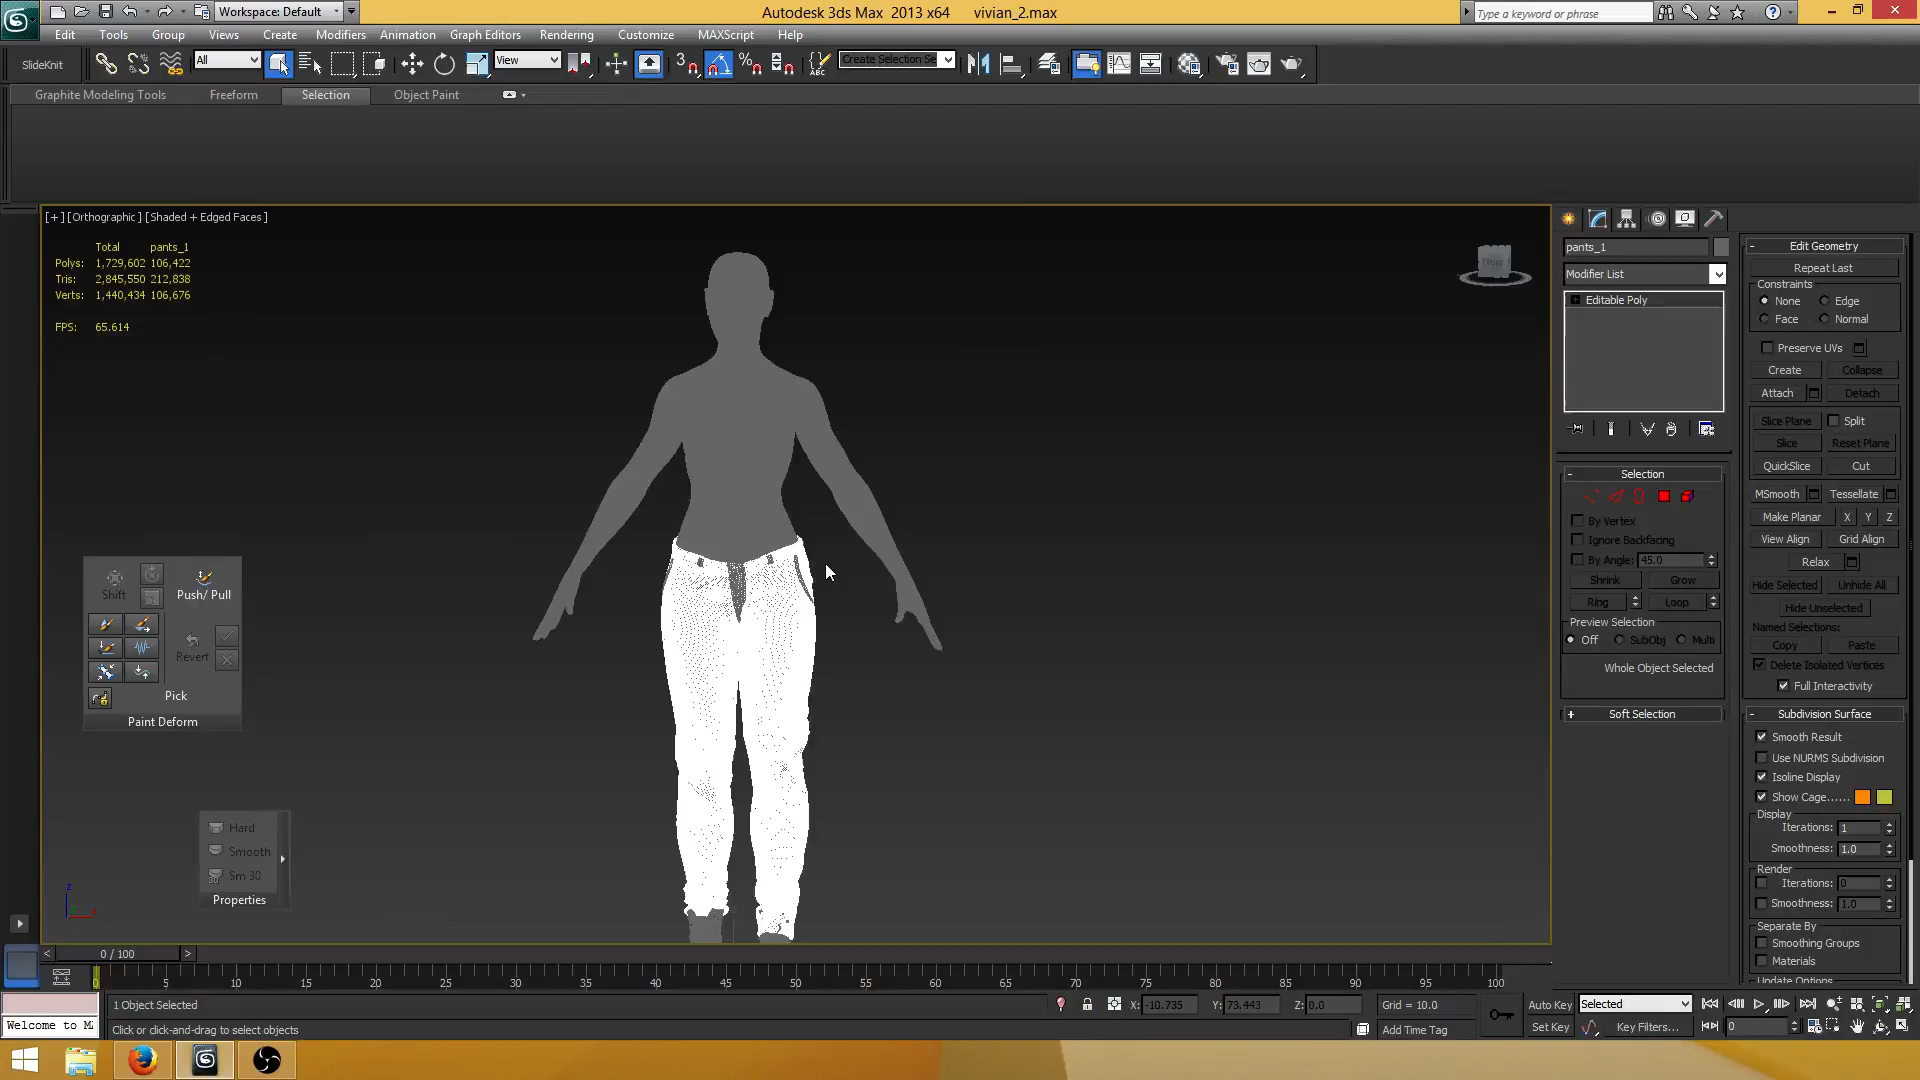 Workspace: Default
Autodesk 3ds Max 2013 x64 vivian_2.max
Type a keyword or phrase
Edit Tools Group Views Create Modifiers Animation Graph Editors Rendering Customize MAXScript Help
SlideKnit
All
View
3
ABC
Create Selection Se
Graphite Modeling Tools Freeform Selection Object Paint
[+] [Orthographic] [Shaded + Edged Faces]
Total pants_1
Polys: 1,729,602 106,422
Tris: 2,845,550 212,838
Verts: 1,440,434 106,676
FPS: 65.614
FRONT
Shift
Push/ Pull
Revert
Pick
Paint Deform
Hard
Smooth
Sm 30
Properties
z
pants_1
Modifier List
Editable Poly
Selection
By Vertex
Ignore Backfacing
By Angle: 45.0
Shrink Grow
Ring Loop
Preview Selection
Off SubObj Multi
Whole Object Selected
Soft Selection
Edit Geometry
Repeat Last
Constraints
None Edge
Face Normal
Preserve UVs
Create Collapse
Attach Detach
Slice Plane Split
Slice Reset Plane
QuickSlice Cut
MSmooth Tessellate
Make Planar X Y Z
View Align Grid Align
Relax
Hide Selected Unhide All
Hide Unselected
Named Selections:
Copy Paste
Delete Isolated Vertices
Full Interactivity
Subdivision Surface
Smooth Result
Use NURMS Subdivision
Isoline Display
Show Cage......
Display
Iterations: 1
Smoothness: 1.0
Render
Iterations: 0
Smoothness: 1.0
Separate By
Smoothing Groups
Materials
Update Options
< 0 / 100 >
0 5 10 15 20 25 30 35 40 45 50 55 60 65 70 75 80 85 90 95 100
1 Object Selected
X: -10.735 Y: 73.443 Z: 0.0
Grid = 10.0
Auto Key Selected
Welcome to M
Click or click-and-drag to select objects
Add Time Tag
Set Key Key Filters... 0